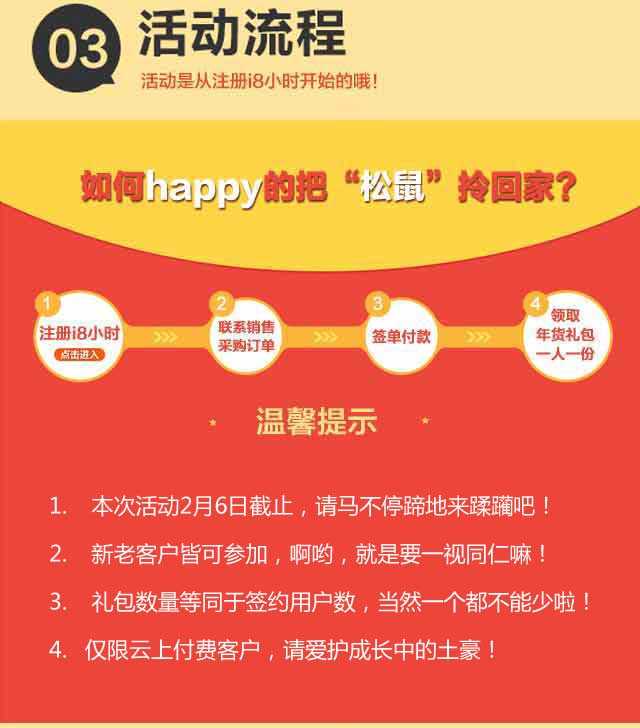 03
活动流程
活动是从注册i8小时开始的哦!
如何happy的把“松鼠”拎回家?
1
注册i8小时
点击进入
2
联系销售
采购订单
3
签单付款
4
领取
年货礼包
一人一份
温馨提示
1. 本次活动2月6日截止，请马不停蹄地来蹂躏吧！
2. 新老客户皆可参加，啊哟，就是要一视同仁嘛！
3. 礼包数量等同于签约用户数，当然一个都不能少啦！
4. 仅限云上付费客户，请爱护成长中的土豪！